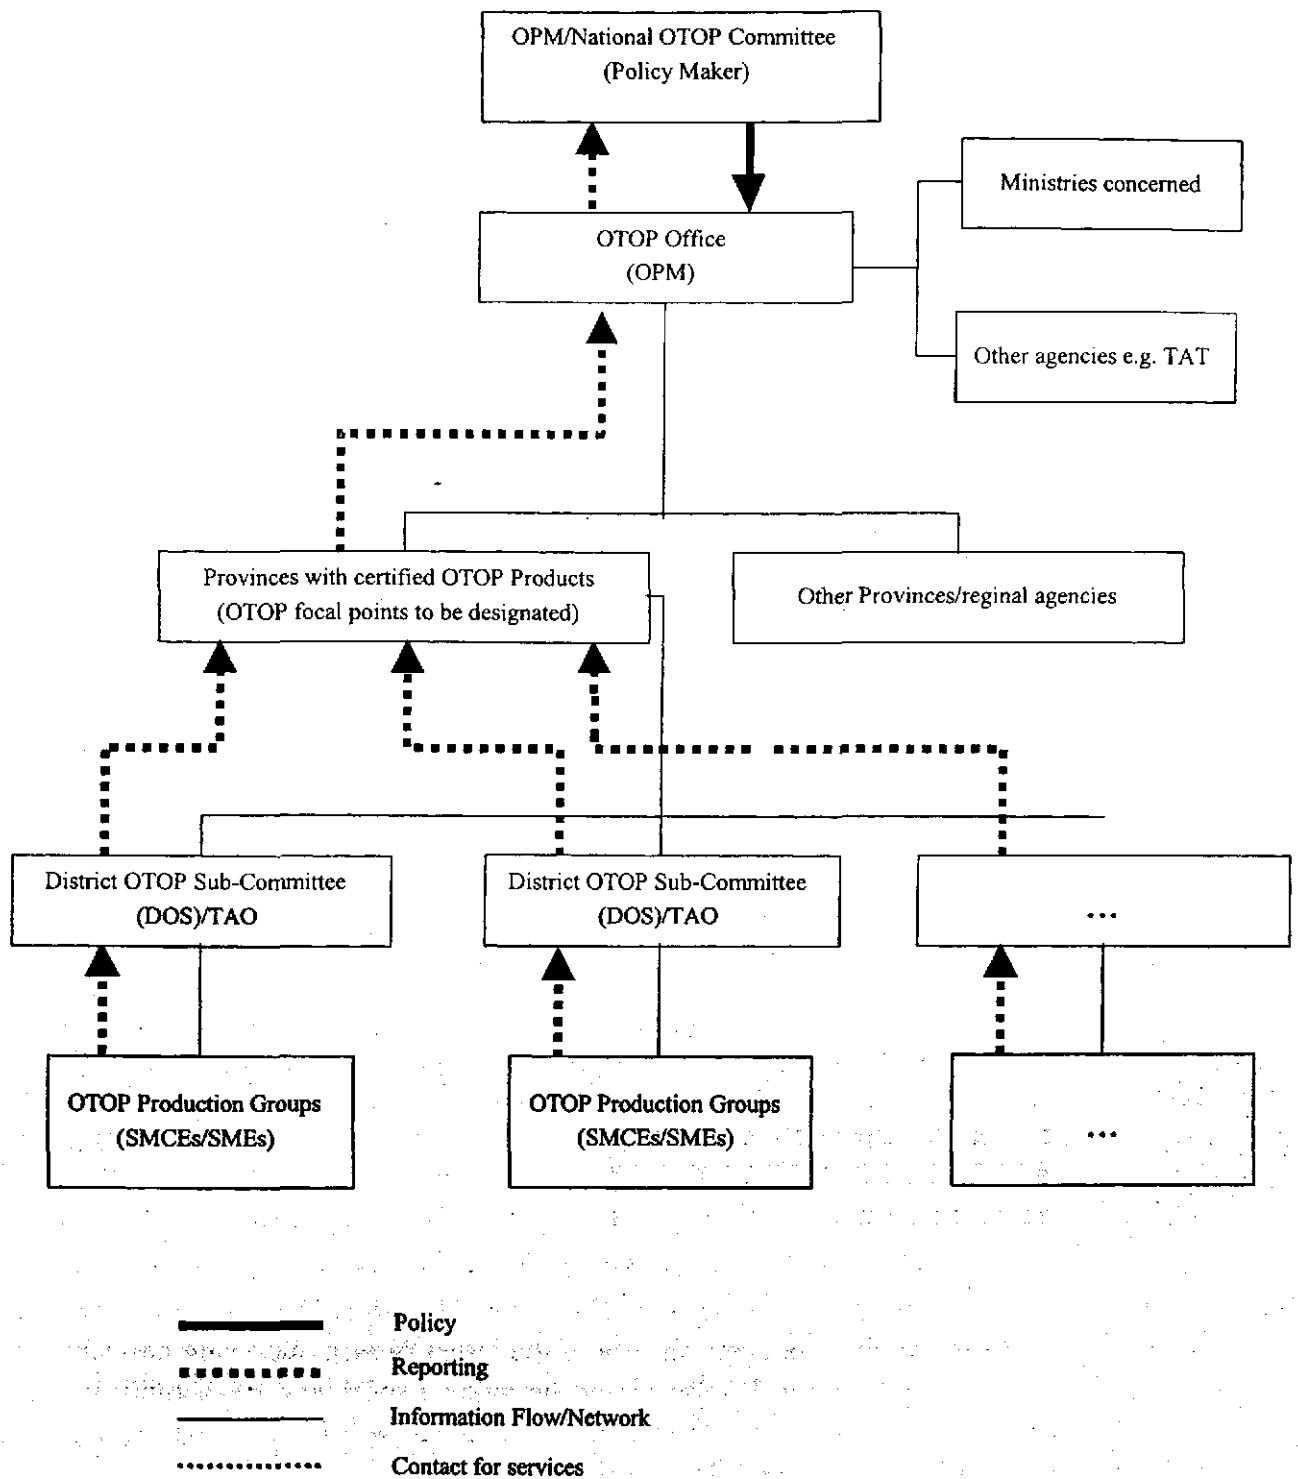 OPM/National OTOP Committee
(Policy Maker)
Ministries concerned
OTOP Office
(OPM)
Other agencies e.g. TAT
Provinces with certified OTOP Products
(OTOP focal points to be designated)
Other Provinces/reginal agencies
District OTOP Sub-Committee
(DOS)/TAO
District OTOP Sub-Committee
(DOS)/TAO
...
OTOP Production Groups
(SMCEs/SMEs)
OTOP Production Groups
(SMCEs/SMEs)
...
Policy
Reporting
Information Flow/Network
Contact for services